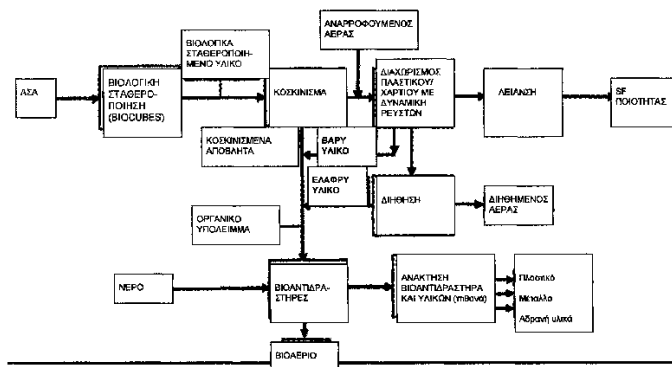 ΑΝΑΡΡΟΦΟΥΜΕΝΟΣ
ΑΕΡΑΣ
ΒΙΟΛΟΓΙΚΑ
ΣΤΑΘΕΡΟΠΟΙΗ-
ΜΕΝΟ ΥΛΙΚΟ
ΑΣΑ
ΒΙΟΛΟΓΙΚΗ
ΣΤΑΘΕΡΟ-
ΠΟΙΗΣΗ
(BIOCUBES)
ΚΟΣΚΙΝΙΣΜΑ
ΔΙΑΧΩΡΙΣΜΟΣ
ΠΛΑΣΤΙΚΟΥ/
ΧΑΡΤΙΟΥ ΜΕ
ΔΥΝΑΜΙΚΗ
ΡΕΥΣΤΩΝ
ΛΕΙΑΝΣΗ
SF
ΠΟΙΟΤΗΤΑΣ
ΚΟΣΚΙΝΙΣΜΕΝΑ
ΑΠΟΒΛΗΤΑ
ΒΑΡΥ
ΥΛΙΚΟ
ΕΛΑΦΡΥ
ΥΛΙΚΟ
ΔΙΗΘΗΣΗ
ΔΙΗΘΗΜΕΝΟΣ
ΑΕΡΑΣ
ΟΡΓΑΝΙΚΟ
ΥΠΟΛΕΙΜΜΑ
ΝΕΡΟ
ΒΙΟΑΝΤΙΔΡΑ-
ΣΤΗΡΕΣ
ΑΝΑΚΤΗΣΗ
ΒΙΟΑΝΤΙΔΡΑΣΤΗΡΑ
ΚΑΙ ΥΛΙΚΩΝ (πιθανά)
Πλαστικό
Μέταλλο
Αδρανή υλικά
ΒΙΟΑΕΡΙΟ